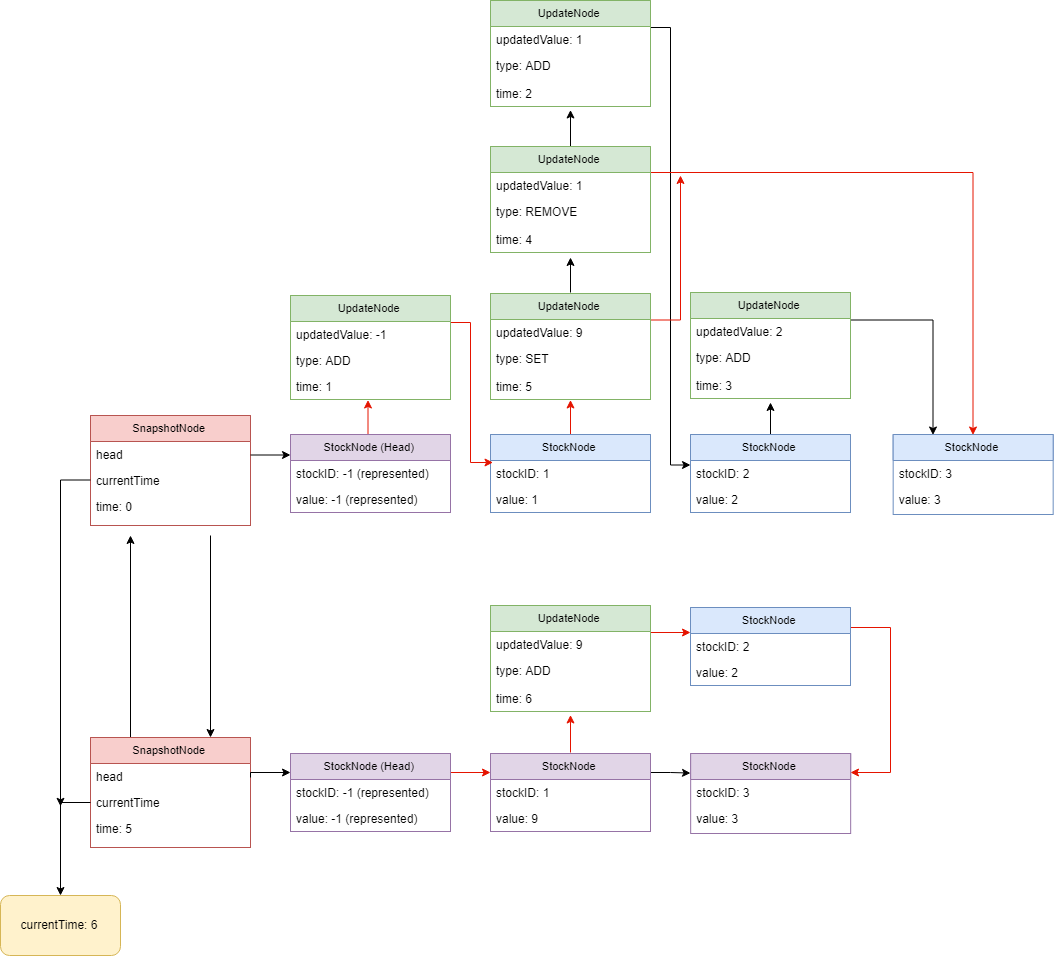 UpdateNode
updatedValue: 1
type: ADD
time: 2
UpdateNode
updatedValue: 1
type: REMOVE
time: 4
UpdateNode
updatedValue: -1
type: ADD
time: 1
UpdateNode
updatedValue: 9
type: SET
time: 5
UpdateNode
updatedValue: 2
type: ADD
time: 3
SnapshotNode
head
currentTime
time: 0
StockNode (Head)
stockID: -1 (represented)
value: -1 (represented)
StockNode
stockID: 1
value: 1
StockNode
stockID: 2
value: 2
StockNode
stockID: 3
value: 3
UpdateNode
updatedValue: 9
type: ADD
time: 6
StockNode
stockID: 2
value: 2
SnapshotNode
head
currentTime
time: 5
StockNode (Head)
stockID: -1 (represented)
value: -1 (represented)
StockNode
stockID: 1
value: 9
StockNode
stockID: 3
value: 3
currentTime: 6